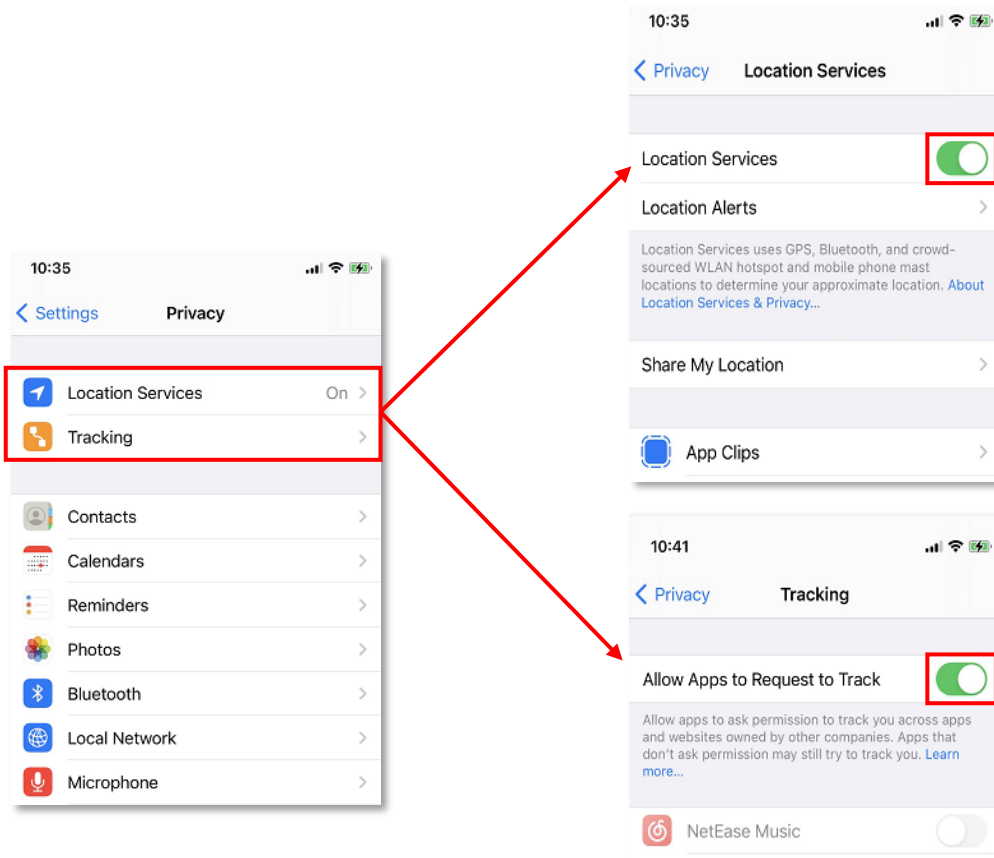 10:35
Settings
Privacy
Location Services
On
Tracking
Contacts
Calendars
Reminders
Photos
Bluetooth
Local Network
Microphone
10:35
Privacy
Location Services
Location Services
Location Alerts
Location Services uses GPS, Bluetooth, and crowd-
sourced WLAN hotspot and mobile phone mast
locations to determine your approximate location. About
Location Services & Privacy...
Share My Location
App Clips
10:41
Privacy
Tracking
Allow Apps to Request to Track
Allow apps to ask permission to track you across apps
and websites owned by other companies. Apps that
don't ask permission may still try to track you. Learn
more...
NetEase Music